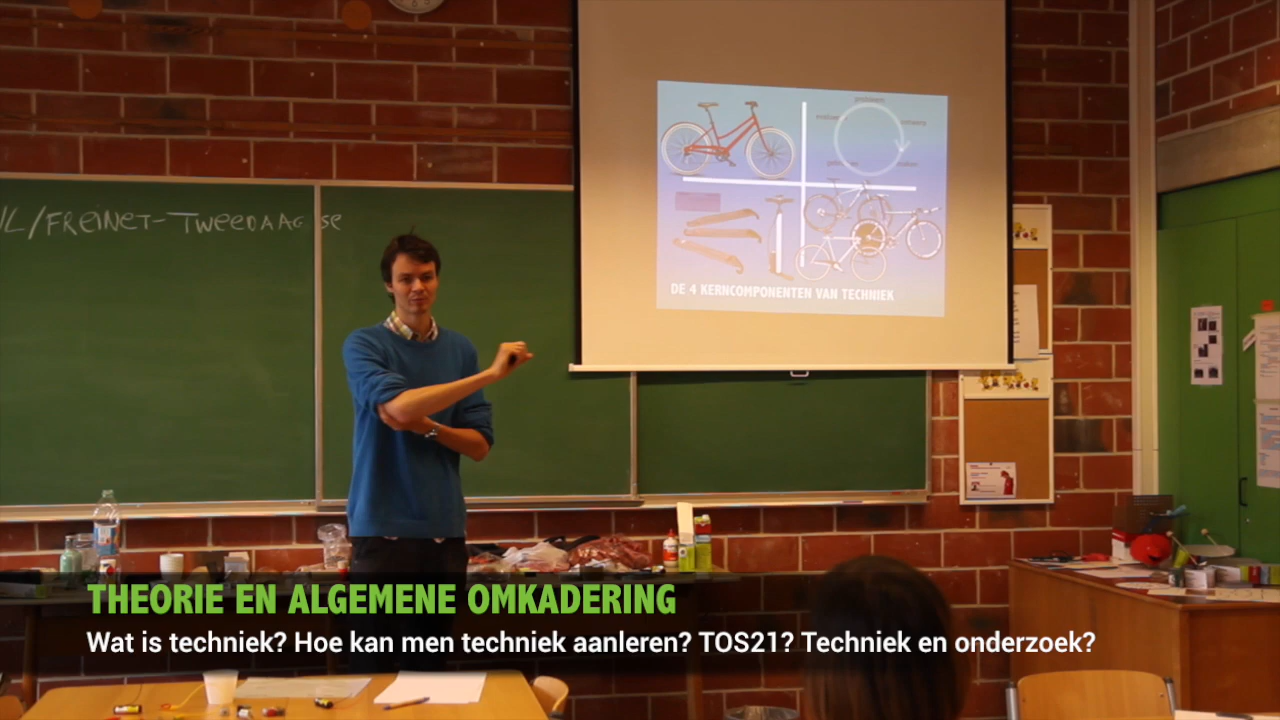 IL/FREINET-TWEEDAAGSE
DE 4 KERNCOMPONENTEN VAN TECHNIEK
THEORIE EN ALGEMENE OMKADERING
Wat is techniek? Hoe kan men techniek aanleren? TOS21? Techniek en onderzoek?